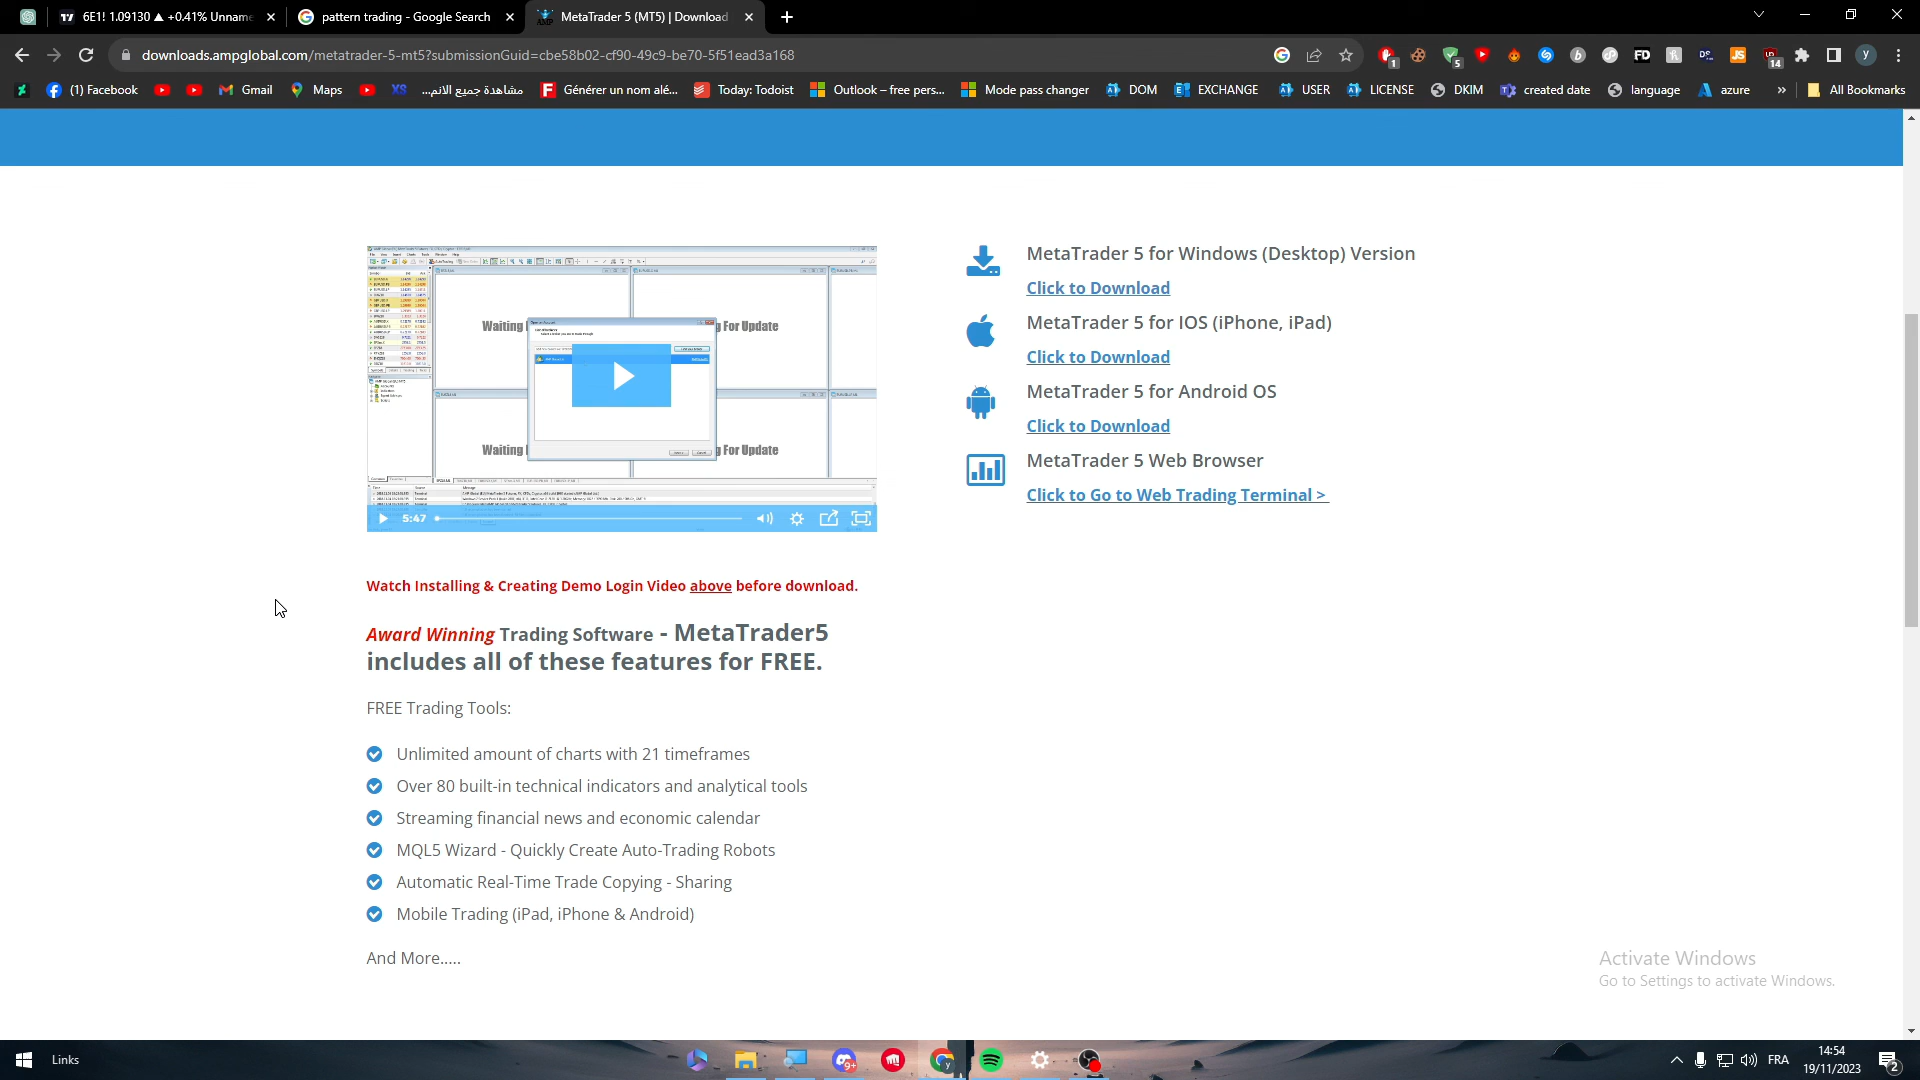 6E1! 1.09130 ▲ +0.41% Unname
pattern trading - Google Search
MetaTrader 5 (MT5) | Download
downloads.ampglobal.com/metatrader-5-mt5?submissionGuid=cbe58b02-cf90-49c9-be70-5f51ead3a168
(1) Facebook
Gmail
Maps
XS
مشاهدة جميع الانم...
Générer un nom alé...
Today: Todoist
Outlook – free pers...
Mode pass changer
DOM
EXCHANGE
USER
LICENSE
DKIM
created date
language
azure
»
All Bookmarks
MetaTrader 5 for Windows (Desktop) Version
Click to Download
MetaTrader 5 for IOS (iPhone, iPad)
Click to Download
MetaTrader 5 for Android OS
Click to Download
MetaTrader 5 Web Browser
Click to Go to Web Trading Terminal >
Waiting
g For Update
Waiting
g For Update
5:47
Watch Installing & Creating Demo Login Video above before download.
Award Winning Trading Software - MetaTrader5
includes all of these features for FREE.
FREE Trading Tools:
Unlimited amount of charts with 21 timeframes
Over 80 built-in technical indicators and analytical tools
Streaming financial news and economic calendar
MQL5 Wizard - Quickly Create Auto-Trading Robots
Automatic Real-Time Trade Copying - Sharing
Mobile Trading (iPad, iPhone & Android)
And More.....
Activate Windows
Go to Settings to activate Windows.
Links
FRA
14:54
19/11/2023
2